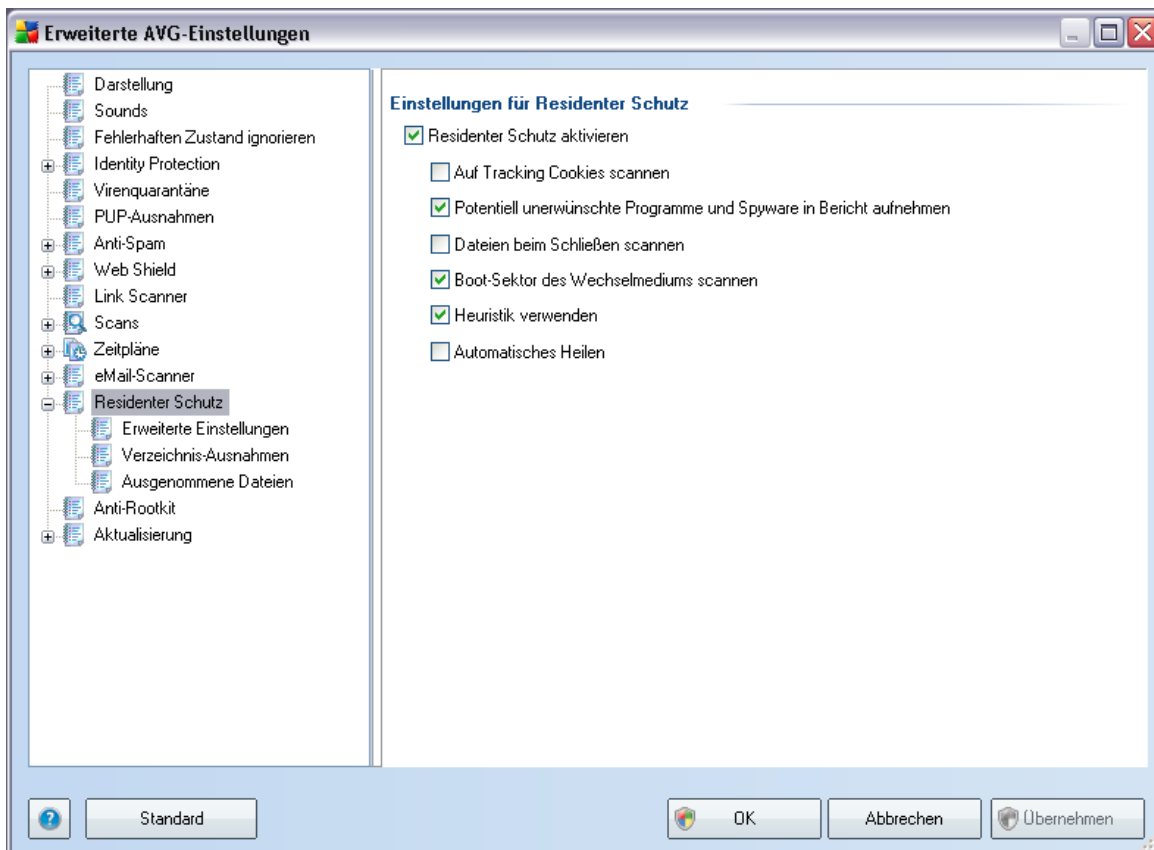 Erweiterte AVG-Einstellungen
Darstellung
Sounds
Fehlerhaften Zustand ignorieren
Identity Protection
Virenquarantäne
PUP-Ausnahmen
Anti-Spam
Web Shield
Link Scanner
Scans
Zeitpläne
eMail-Scanner
Residenter Schutz
Erweiterte Einstellungen
Verzeichnis-Ausnahmen
Ausgenommene Dateien
Anti-Rootkit
Aktualisierung
Einstellungen für Residenter Schutz
Residenter Schutz aktivieren
Auf Tracking Cookies scannen
Potentiell unerwünschte Programme und Spyware in Bericht aufnehmen
Dateien beim Schließen scannen
Boot-Sektor des Wechselmediums scannen
Heuristik verwenden
Automatisches Heilen
Standard
OK
Abbrechen
Übernehmen